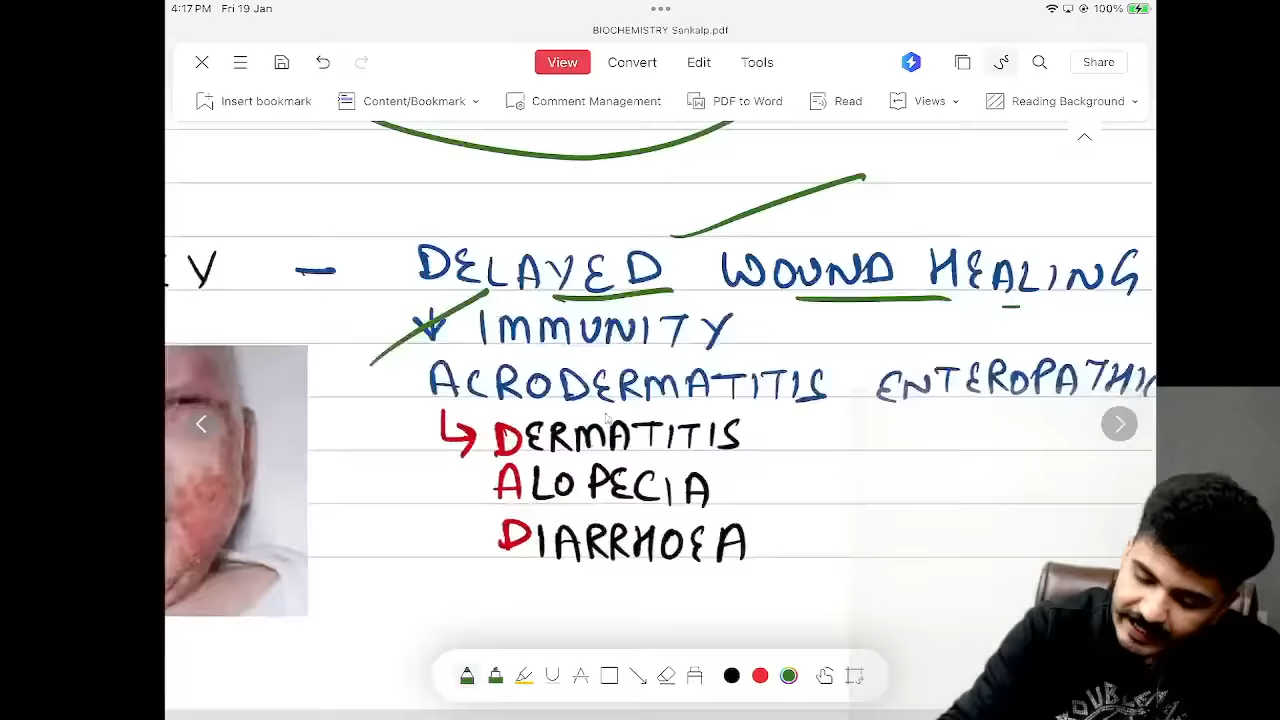 4:17 PM Fri 19 Jan
100%
BIOCHEMISTRY Sankalp.pdf
View Convert Edit Tools
Share
Insert bookmark Content/Bookmark Comment Management PDF to Word Read Views Reading Background
Y - DELAYED WOUND HEALING
↓ IMMUNITY
ACRODERMATITIS ENTEROPATHIC
↳ DERMATITIS
ALOPECIA
DIARRHOEA